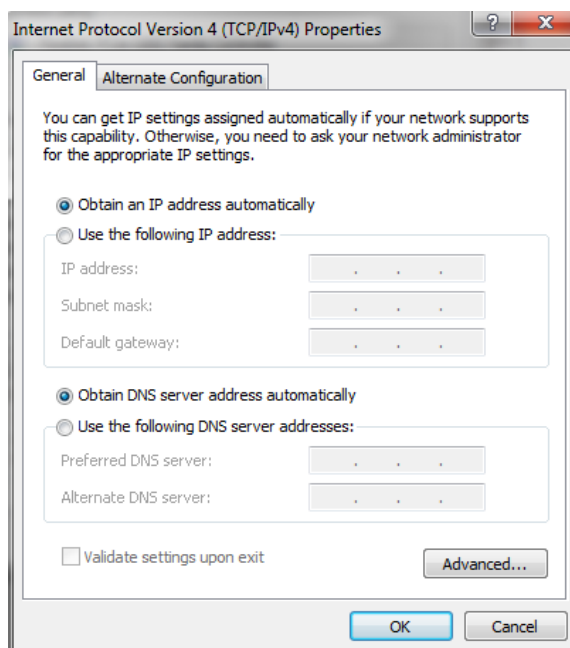 Internet Protocol Version 4 (TCP/IPv4) Properties
?
General
Alternate Configuration
You can get IP settings assigned automatically if your network supports
this capability. Otherwise, you need to ask your network administrator
for the appropriate IP settings.
Obtain an IP address automatically
Use the following IP address:
IP address:
Subnet mask:
Default gateway:
Obtain DNS server address automatically
Use the following DNS server addresses:
Preferred DNS server:
Alternate DNS server:
Validate settings upon exit
Advanced...
OK
Cancel